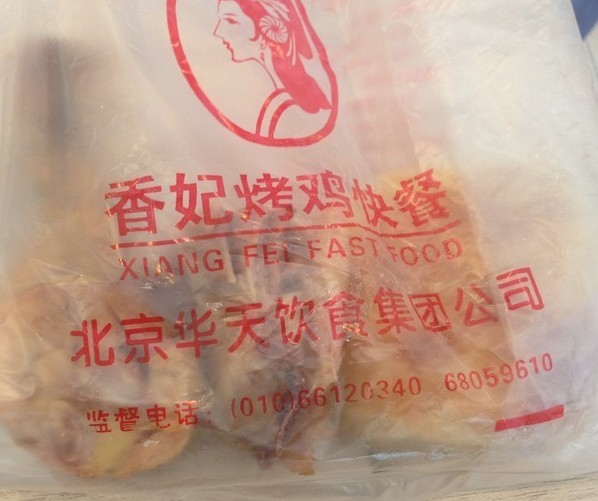 香妃烤鸡快餐
XIANG FEI FAST FOOD
北京华天饮食集团公司
监督电话: (010)66120340 68059610